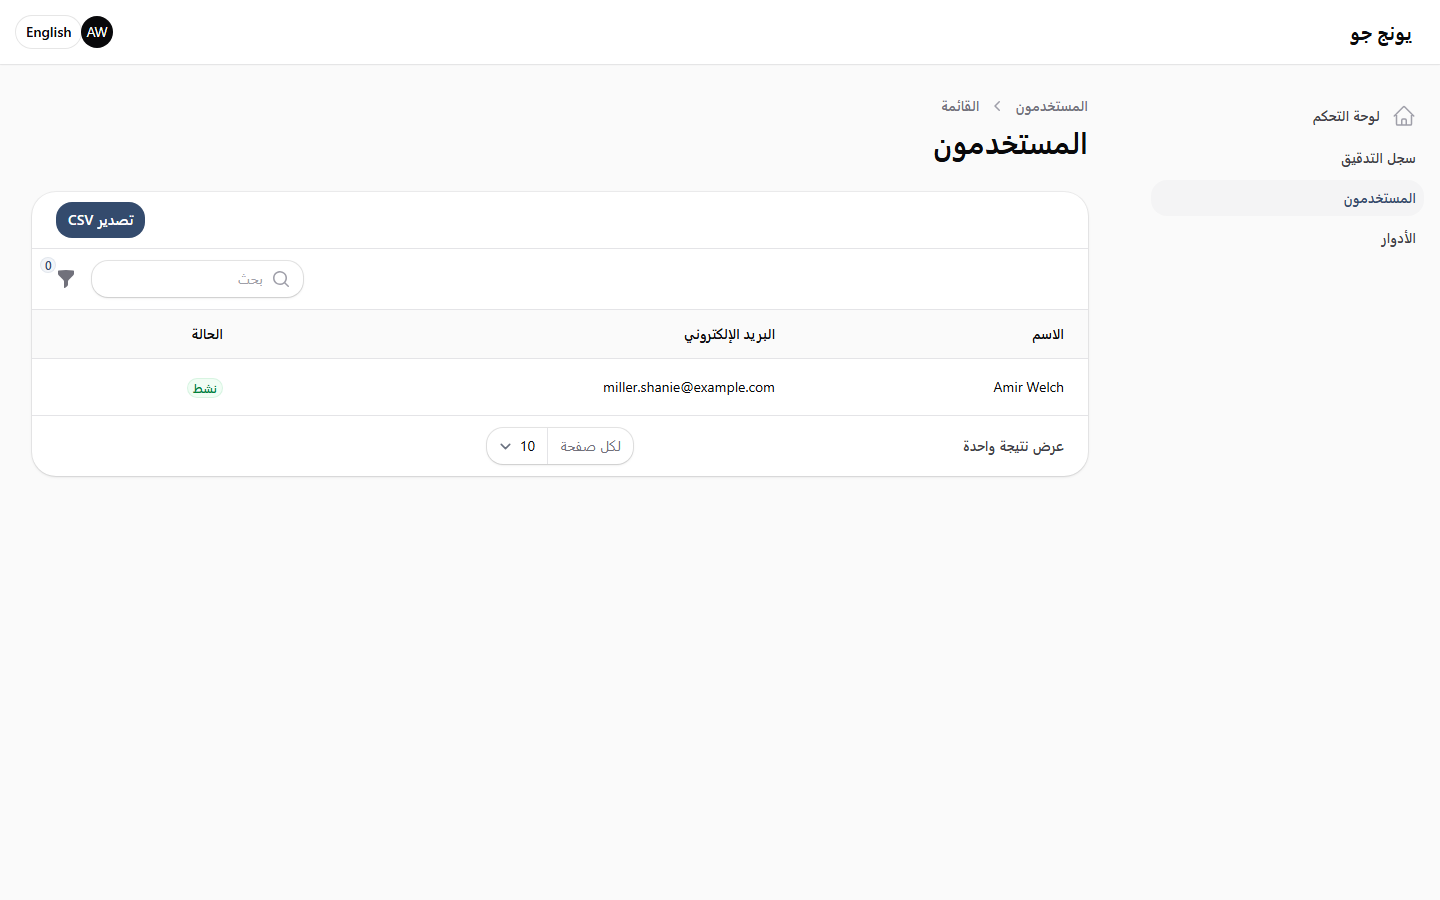 يونج جو
AW
English
لوحة التحكم
سجل التدقيق
المستخدمون
الأدوار
المستخدمون
القائمة
المستخدمون
تصدير CSV
بحث
0
الاسم
البريد الإلكتروني
الحالة
Amir Welch
miller.shanie@example.com
نشط
عرض نتيجة واحدة
لكل صفحة
10